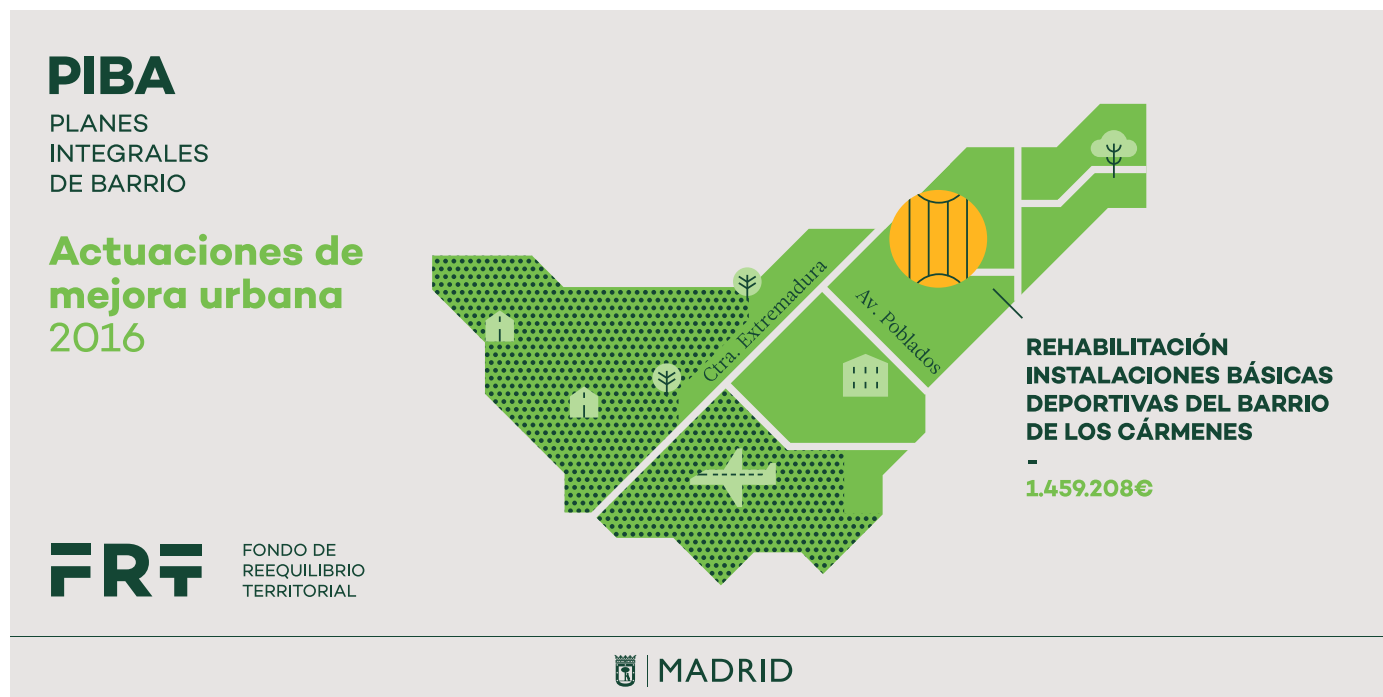 PIBA
PLANES
INTEGRALES
DE BARRIO
Actuaciones de
mejora urbana
2016
Ctra. Extremadura
Av. Poblados
REHABILITACIÓN
INSTALACIONES BÁSICAS
DEPORTIVAS DEL BARRIO
DE LOS CÁRMENES
-
1.459.208€
FRT
FONDO DE
REEQUILIBRIO
TERRITORIAL
MADRID